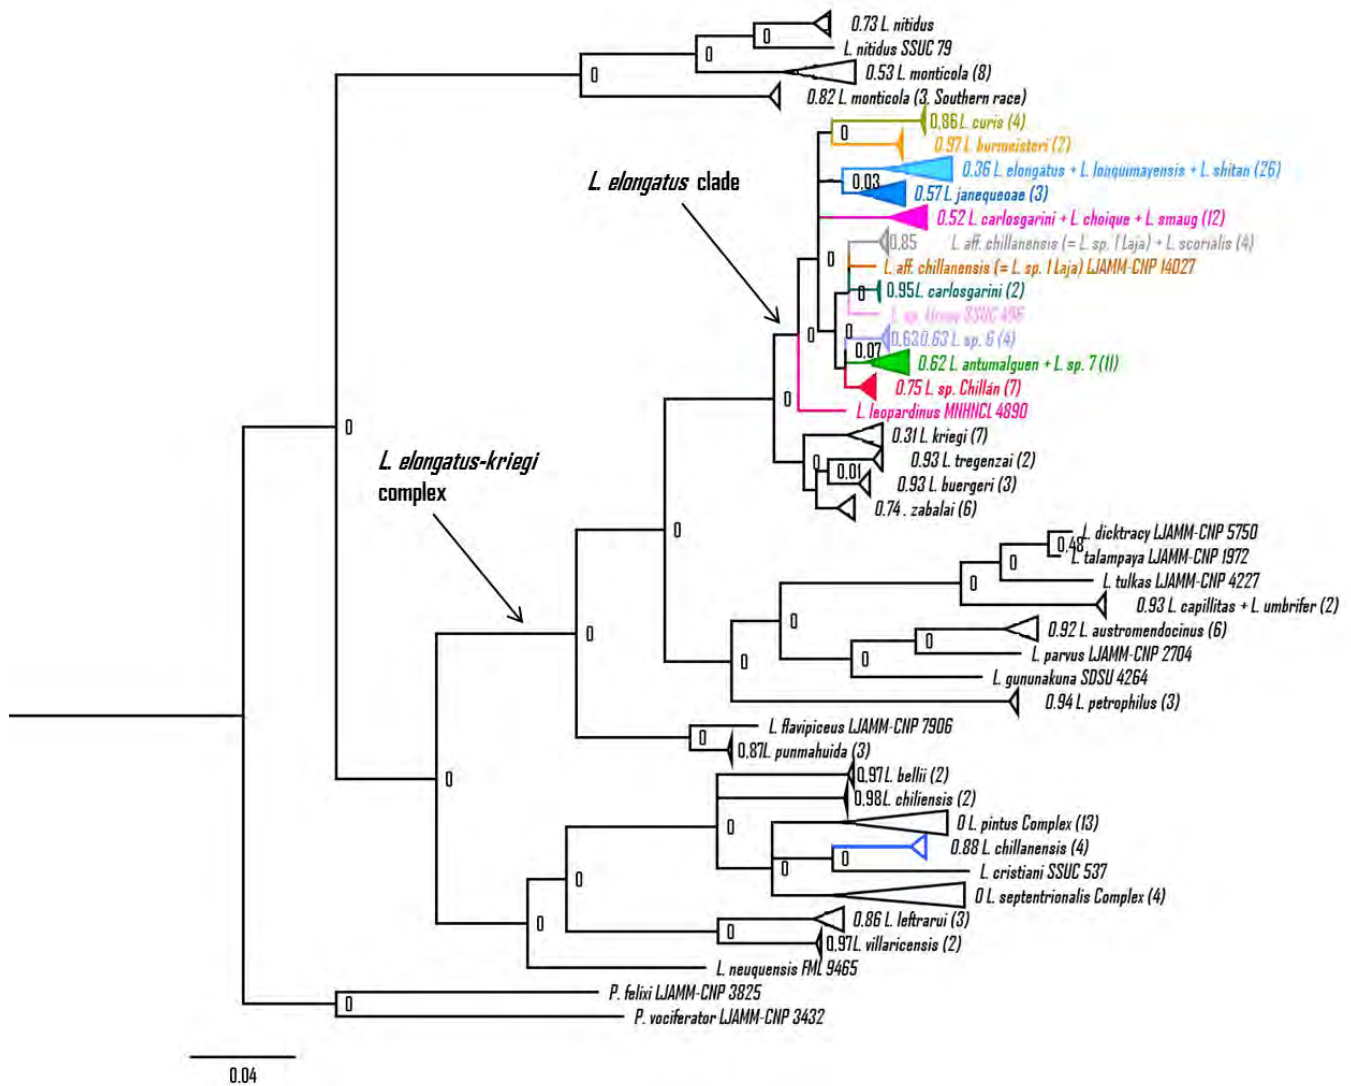 0.73 L. nitidus
0
L. nitidus SSUC 79
0
0.53 L. monticola (8)
0
0.82 L. monticola (3. Southern race)
0.86 L. curis (4)
0
0.97 L. burmeisteri (2)
0.36 L. elongatus + L. lonquimayensis + L. shitan (26)
0.03
L. elongatus clade
0.57 L. janequeoae (3)
0.52 L. carlosgarini + L. choique + L. smaug (12)
0.85 L. aff. chillanensis (= L. sp. 1 Laja) + L. scorialis (4)
0
L. aff. chillanensis (= L. sp. 1 Laja) LJAMM-CNP 14027
0.95 L. carlosgarini (2)
0
SSUC 496
0
0
0.63 0.63 L. sp. 6 (4)
0.07
0.62 L. antumalguen + L. sp. 7 (11)
0.75 L. sp. Chillán (7)
0
L. leopardinus MNHNCL 4890
0
0.31 L. kriegi (7)
L. elongatus-kriegi
complex
0
0.93 L. tregenzai (2)
0.01
0.93 L. buergeri (3)
0.74 . zabalai (6)
0
L. dicktracy LJAMM-CNP 5750
0.48
L. talampaya LJAMM-CNP 1972
0
L. tulkas LJAMM-CNP 4227
0
0.93 L. capillitas + L. umbrifer (2)
0
0.92 L. austromendocinus (6)
0
0
L. parvus LJAMM-CNP 2704
0
0
L. gununakuna SDSU 4264
0.94 L. petrophilus (3)
L. flavipiceus LJAMM-CNP 7906
0
0.87 L. punmahuida (3)
0.97 L. bellii (2)
0
0.98 L. chiliensis (2)
0
0 L. pintus Complex (13)
0.88 L. chillanensis (4)
0
0
L. cristiani SSUC 537
0
0 L. septentrionalis Complex (4)
0.86 L. leftrarui (3)
0
0
0.97 L. villaricensis (2)
L. neuquensis FML 9465
P. felixi LJAMM-CNP 3825
0
P. vociferator LJAMM-CNP 3432
0.04